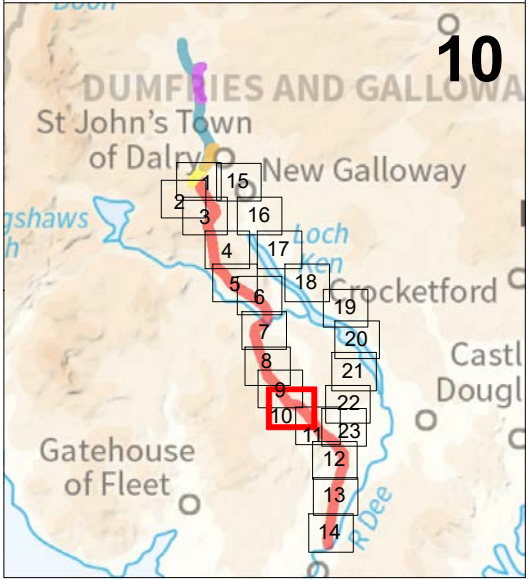 Doon
10
DUMFRIES AND GALLOWA
St John's Town
of Dalry
New Galloway
1
15
2
3
16
gshaws
h
Loch
Ken
4
17
5
18
6
Crocketford
19
7
20
8
21
Castl
Dougl
9
22
10
11
23
12
Gatehouse
of Fleet
13
R Dee
14